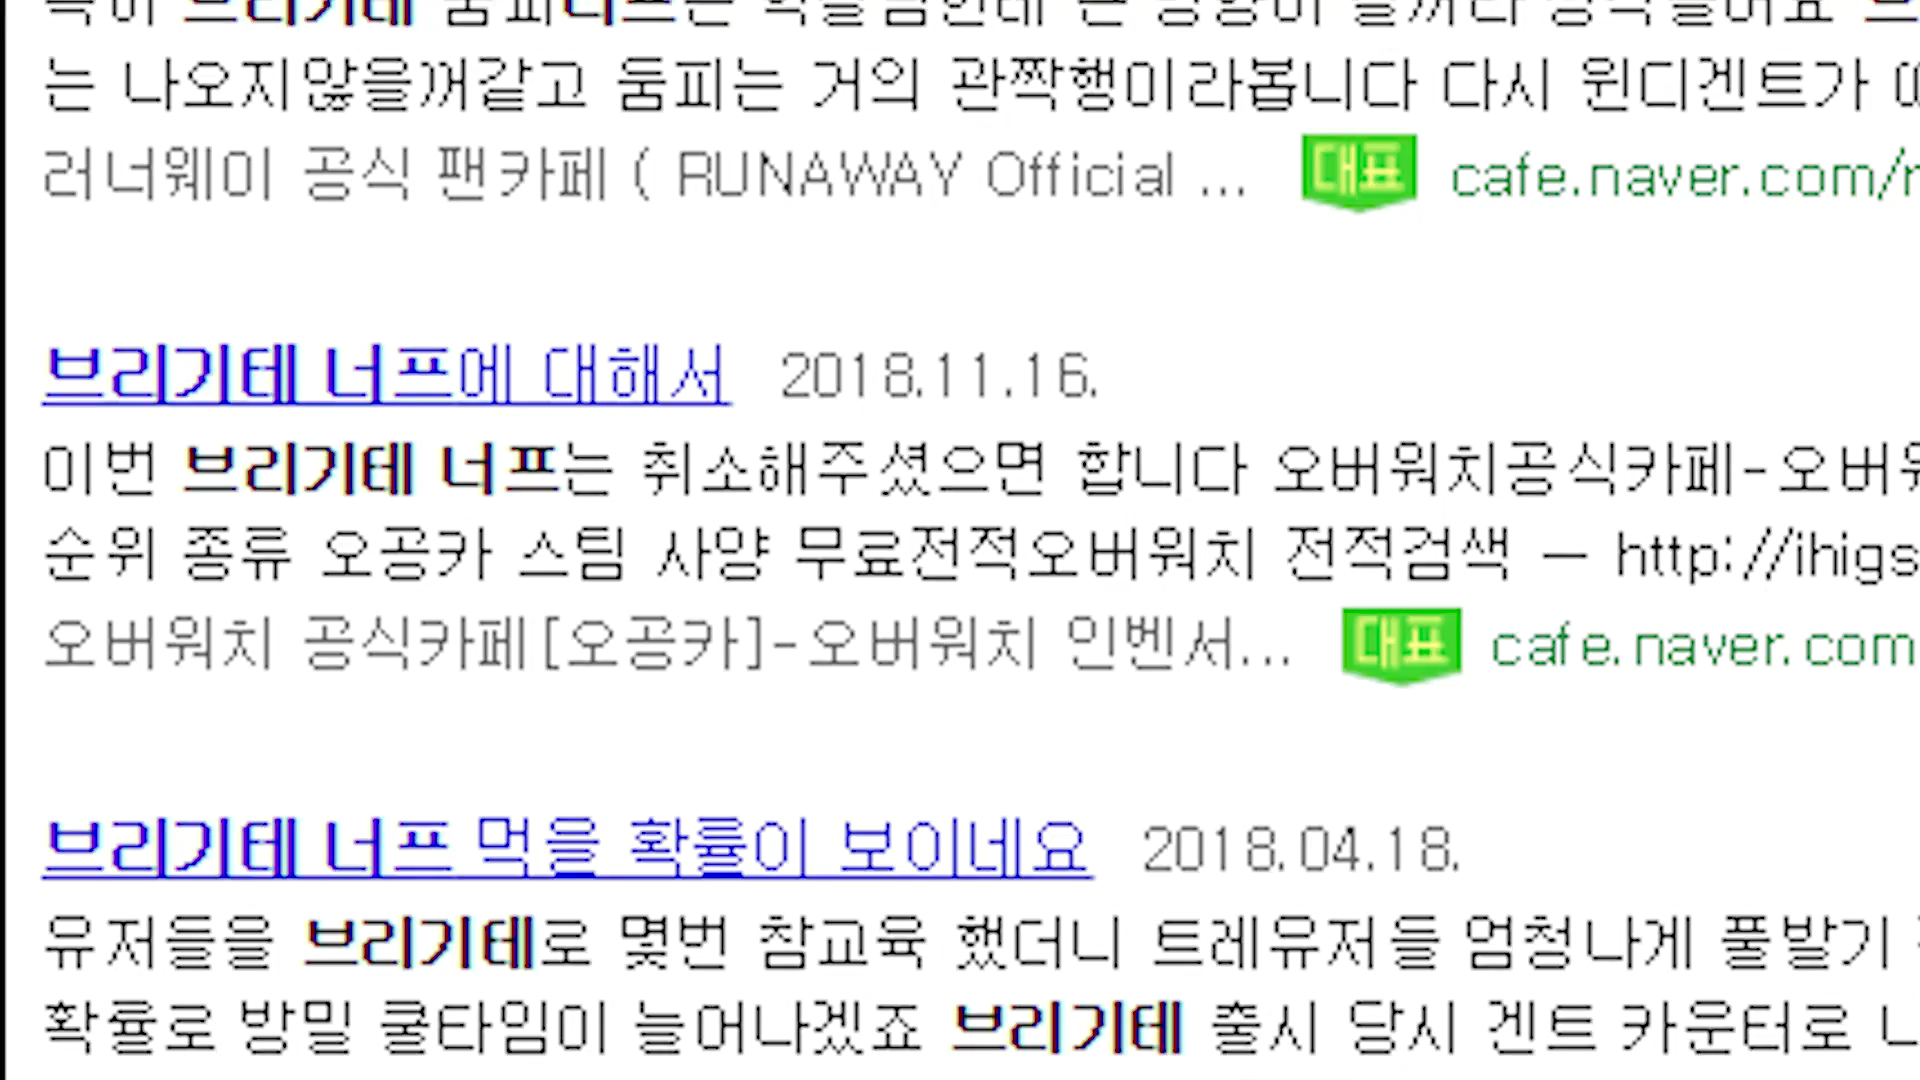 브리기테 둠피너프는
는 나오지않을꺼같고 둠피는 거의 관짝행이라봅니다 다시 윈디겐트가
러너웨이 공식 팬카페 ( RUNAWAY Official ... 대표 cafe.naver.com/r
브리기테 너프에 대해서 2018.11.16.
이번 브리기테 너프는 취소해주셨으면 합니다 오버워치공식카페-오버워
순위 종류 오공카 스팀 사양 무료전적오버워치 전적검색 — http://ihigs
오버워치 공식카페[오공카]-오버워치 인벤서... 대표 cafe.naver.com
브리기테 너프 먹을 확률이 보이네요 2018.04.18.
유저들을 브리기테로 몇번 참교육 했더니 트레유저들 엄청나게 풀발기
확률로 방밀 쿨타임이 늘어나겠죠 브리기테 출시 당시 겐트 카운터로